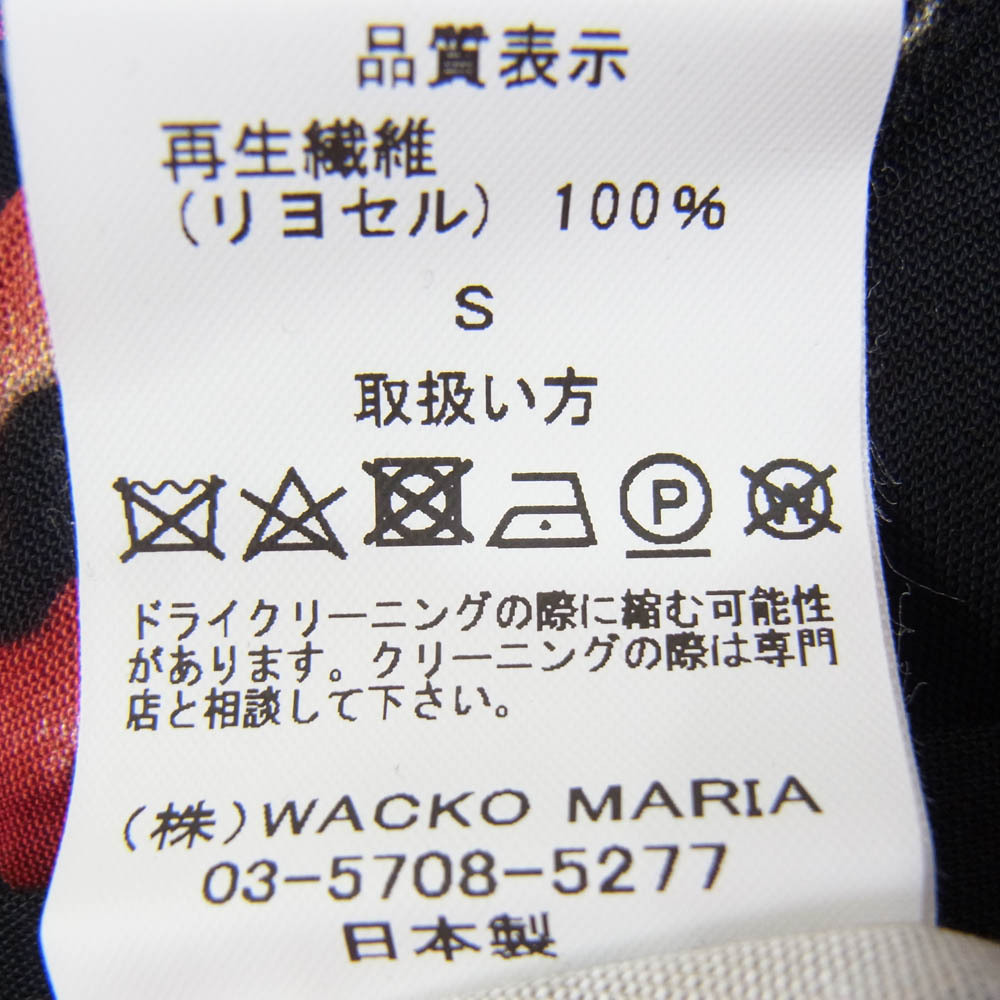 品質表示
再生繊維
(リヨセル) 100%
S
取扱い方
P W
ドライクリーニングの際に縮む可能性
があります。クリーニングの際は専門
店と相談して下さい。
(株)WACKO MARIA
03-5708-5277
日本製